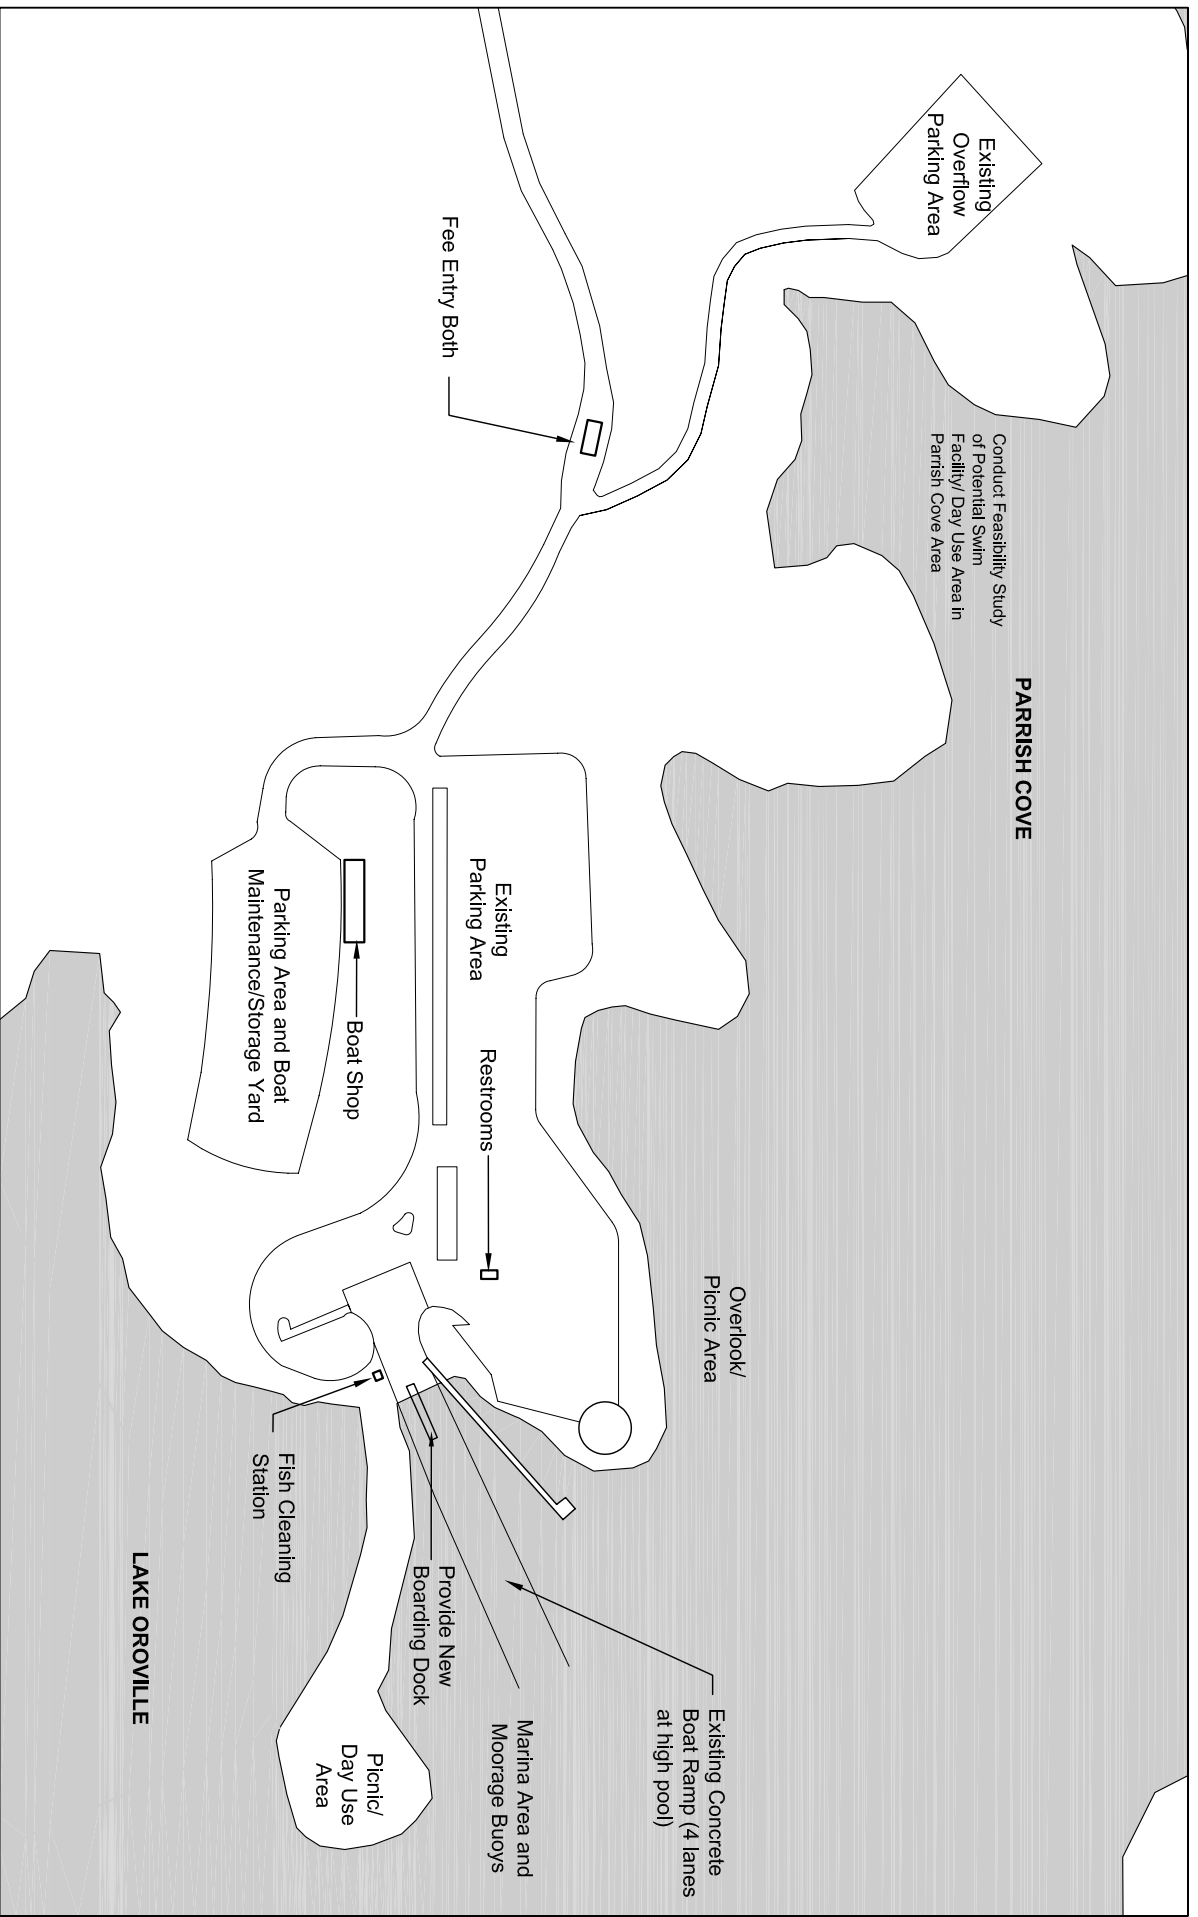 Existing
Overflow
Parking Area
Conduct Feasibility Study
of Potential Swim
Facility/ Day Use Area in
Parrish Cove Area
PARRISH COVE
Fee Entry Both
Existing
Parking Area
Parking Area and Boat
Maintenance/Storage Yard
Boat Shop
Restrooms
Overlook/
Picnic Area
Fish Cleaning
Station
Provide New
Boarding Dock
Existing Concrete
Boat Ramp (4 lanes
at high pool)
Marina Area and
Moorage Buoys
Picnic/
Day Use
Area
LAKE OROVILLE